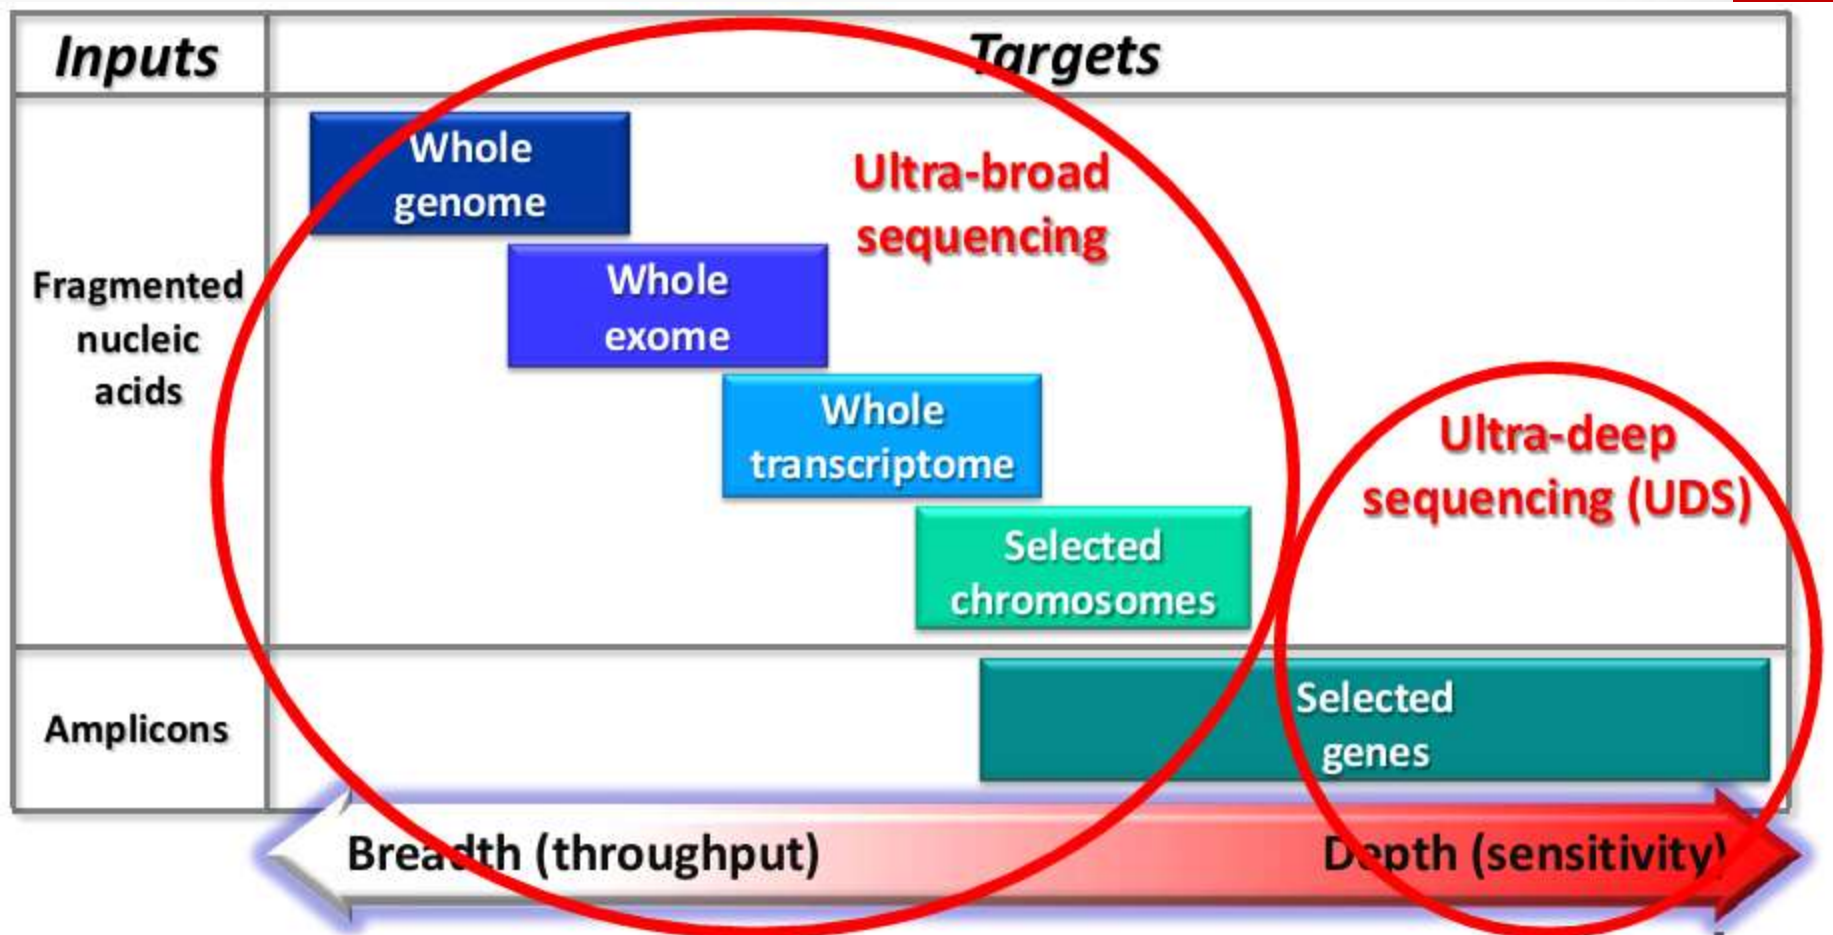 Inputs
Targets
Fragmented
nucleic
acids
Whole
genome
Whole
exome
Whole
transcriptome
Selected
chromosomes
Ultra-broad
sequencing
Ultra-deep
sequencing (UDS)
Amplicons
Selected
genes
Breadth (throughput)
Depth (sensitivity)